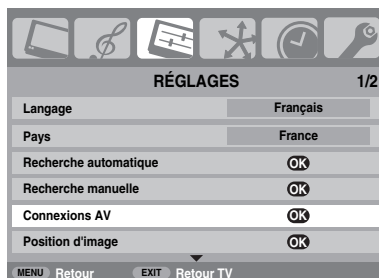 RÉGLAGES 1/2
Langage Français
Pays France
Recherche automatique OK
Recherche manuelle OK
Connexions AV OK
Position d'image OK
MENU Retour EXIT Retour TV